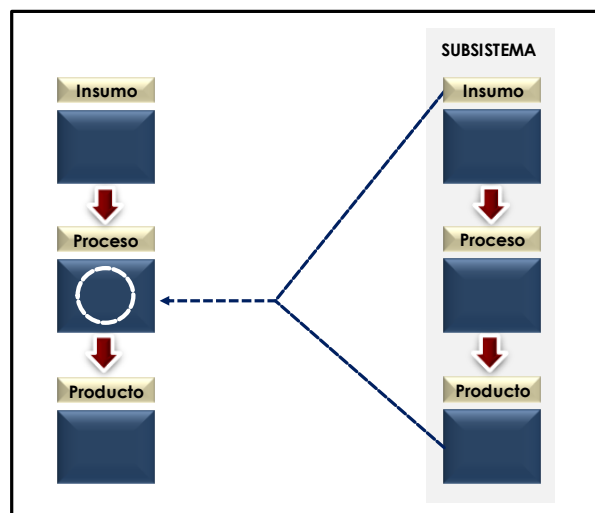 SUBSISTEMA
Insumo
Insumo
Proceso
Proceso
Producto
Producto